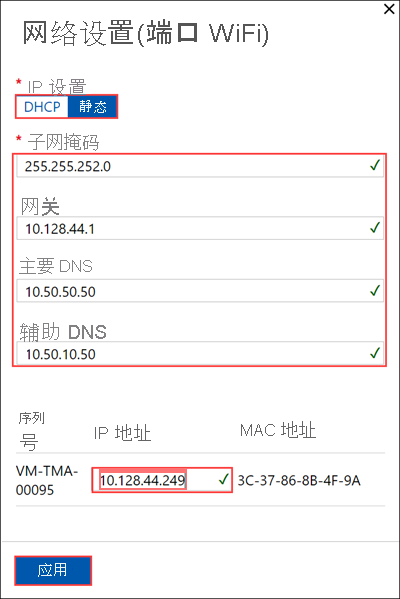 网络设置(端口 WiFi)
* IP 设置
DHCP 静态
* 子网掩码
255.255.252.0
网关
10.128.44.1
主要 DNS
10.50.50.50
辅助 DNS
10.50.10.50
序列
号 IP 地址 MAC 地址
VM-TMA-
00095 10.128.44.249 3C-37-86-8B-4F-9A
应用